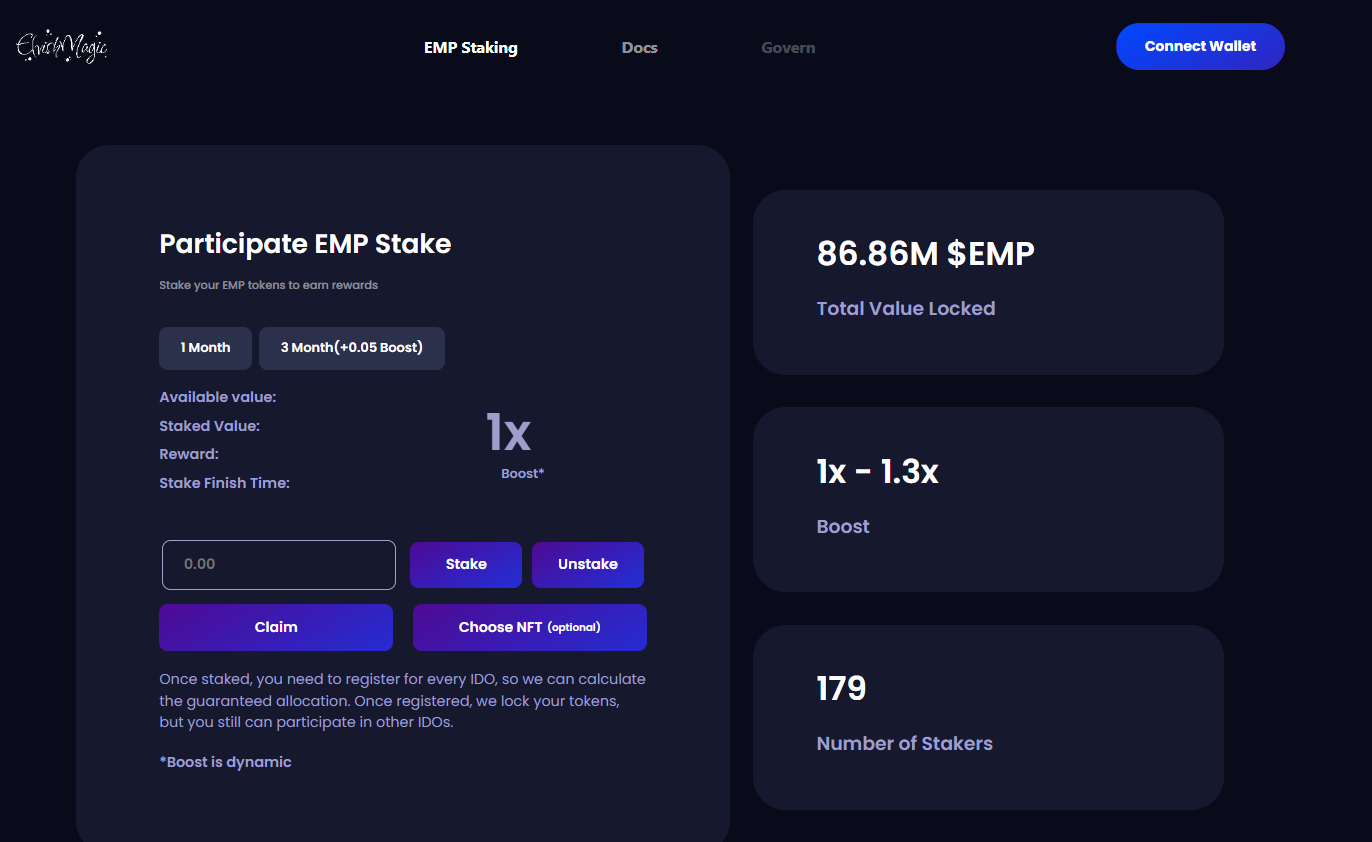 ElvishMagic
EMP Staking
Docs
Govern
Connect Wallet
Participate EMP Stake
Stake your EMP tokens to earn rewards
1 Month
3 Month(+0.05 Boost)
Available value:
Staked Value:
Reward:
Stake Finish Time:
1x
Boost*
0.00
Stake
Unstake
Claim
Choose NFT (optional)
Once staked, you need to register for every IDO, so we can calculate
the guaranteed allocation. Once registered, we lock your tokens,
but you still can participate in other IDOs.
*Boost is dynamic
86.86M $EMP
Total Value Locked
1x - 1.3x
Boost
179
Number of Stakers